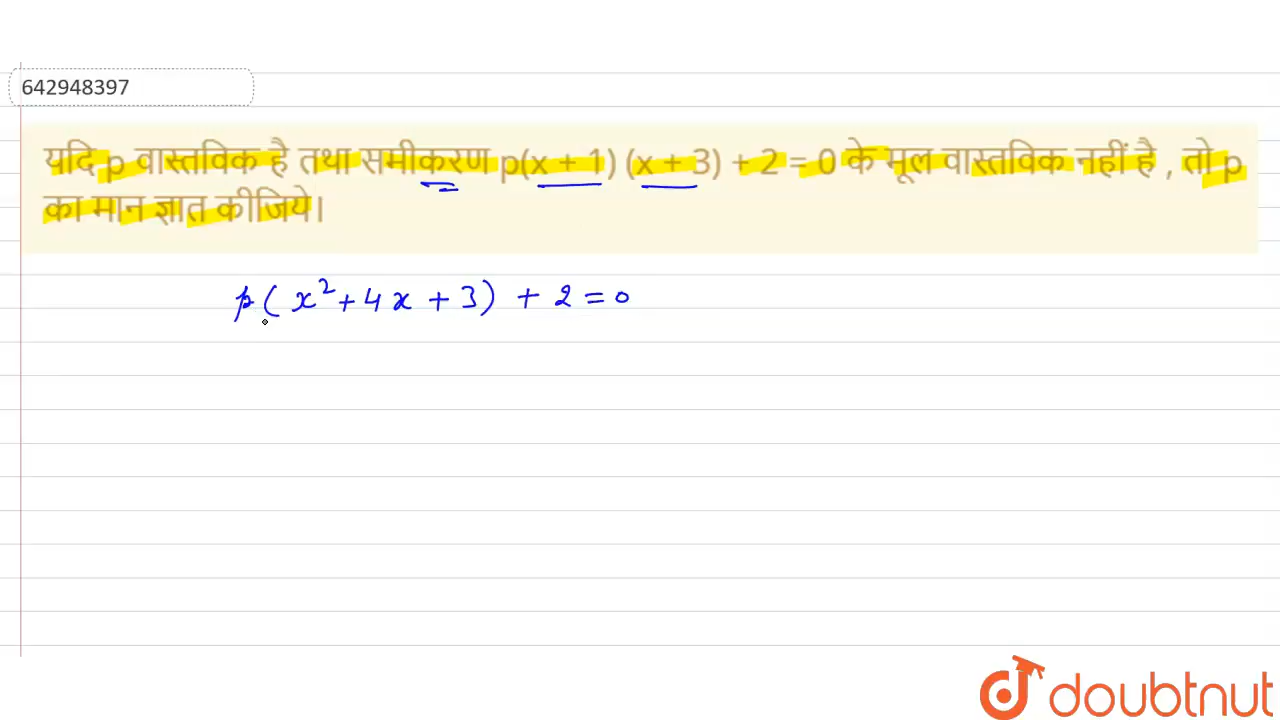 642948397
यदि p वास्तविक है तथा समीकरण p(x + 1) (x + 3) + 2 = 0 के मूल वास्तविक नहीं है , तो p
का मान ज्ञात कीजिये।
p( x² + 4x + 3) + 2 = 0
doubtnut